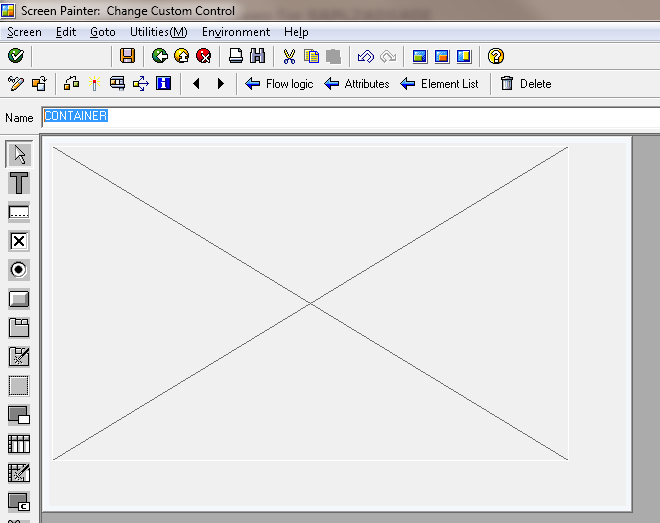 Screen Painter: Change Custom Control
Screen Edit Goto Utilities(M) Environment Help
Flow logic Attributes Element List Delete
Name CONTAINER
T
C